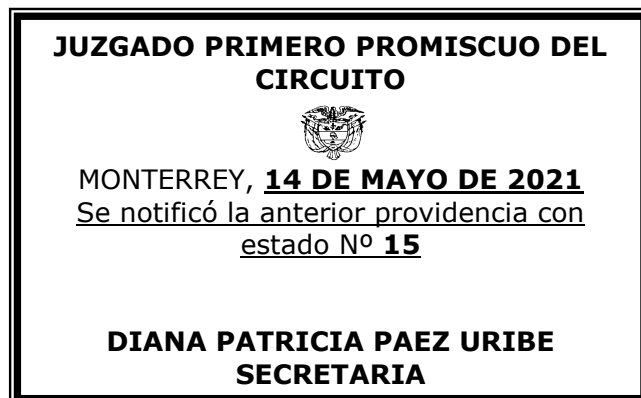 JUZGADO PRIMERO PROMISCUO DEL
CIRCUITO
MONTERREY, 14 DE MAYO DE 2021
Se notificó la anterior providencia con
estado Nº 15
DIANA PATRICIA PAEZ URIBE
SECRETARIA